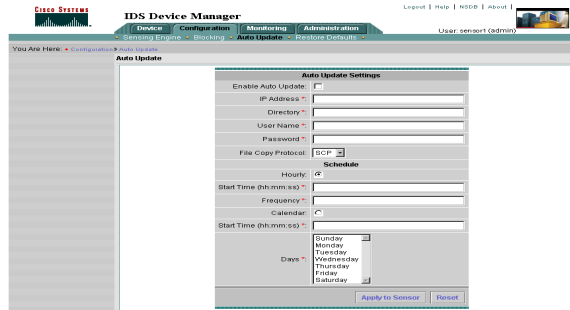 CISCO SYSTEMS
IDS Device Manager
Logout | Help | NSDB | About |
Device Configuration Monitoring Administration
User: sensor1 (admin)
Sensing Engine Blocking Auto Update Restore Defaults
You Are Here: Configuration > Auto Update
Auto Update
Auto Update Settings
Enable Auto Update:
IP Address *:
Directory *:
User Name *:
Password *:
File Copy Protocol: SCP
Schedule
Hourly:
Start Time (hh:mm:ss) *:
Frequency *:
Calendar:
Start Time (hh:mm:ss) *:
Days *:
Sunday
Monday
Tuesday
Wednesday
Thursday
Friday
Saturday
Apply to Sensor Reset